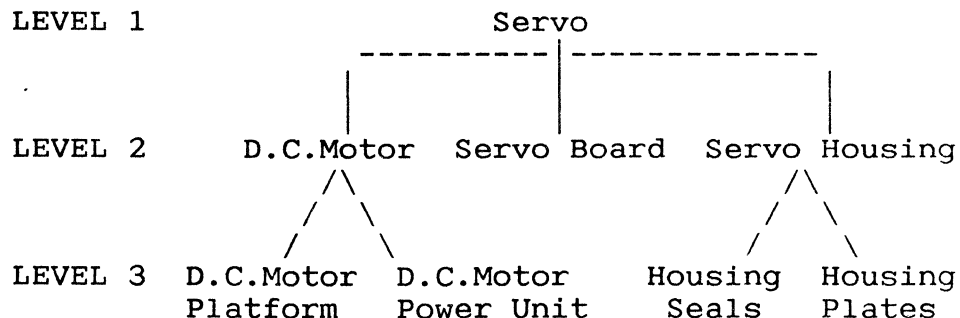 LEVEL 1 Servo
LEVEL 2 D.C.Motor Servo Board Servo Housing
LEVEL 3 D.C.Motor D.C.Motor Housing Housing
Platform Power Unit Seals Plates